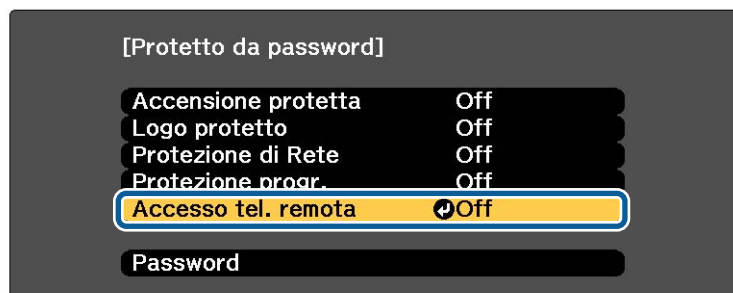 [Protetto da password]
Accensione protetta Off
Logo protetto Off
Protezione di Rete Off
Protezione progr. Off
Accesso tel. remota Off
Password